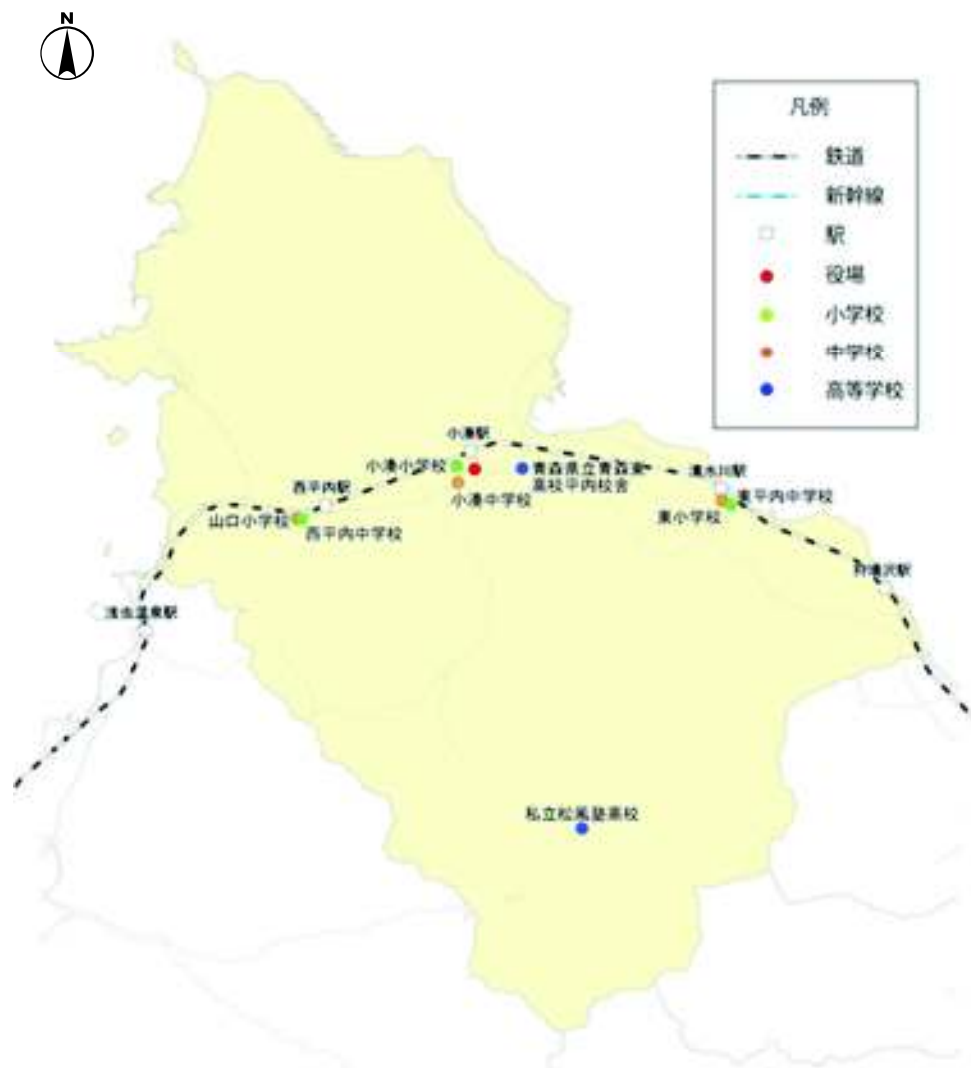 N
凡例
鉄道
新幹線
駅
役場
小学校
中学校
高等学校
小湊駅
小湊小学校
青森県立青森東
高校平内校舎
清水川駅
西平内駅
小湊中学校
東平内中学校
山口小学校
東小学校
西平内中学校
狩場沢駅
浅虫温泉駅
私立松風塾高校